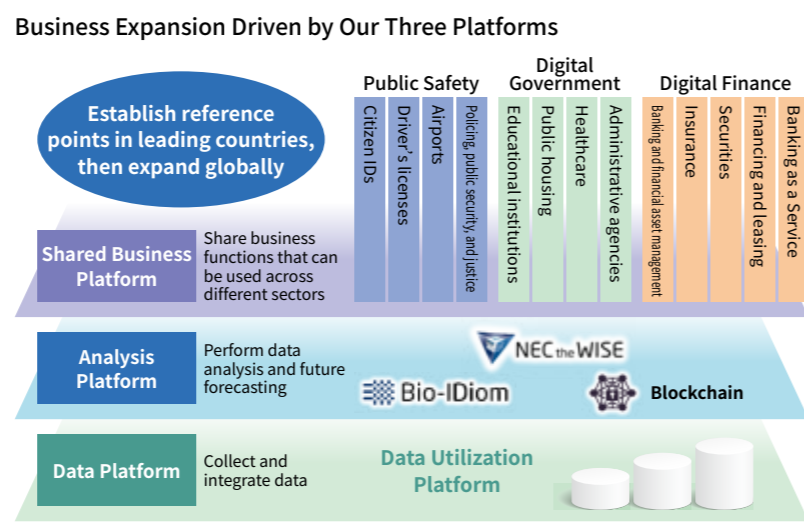 Business Expansion Driven by Our Three Platforms
Establish reference
points in leading countries,
then expand globally
Public Safety
Citizen IDs
Driver's licenses
Airports
Policing, public security, and justice
Digital
Government
Educational institutions
Public housing
Healthcare
Administrative agencies
Digital Finance
Banking and financial asset management
Insurance
Securities
Financing and leasing
Banking as a Service
Shared Business
Platform
Share business
functions that can
be used across
different sectors
Analysis
Platform
Perform data
analysis and future
forecasting
NEC the WISE
Bio-IDiom
Blockchain
Data Platform
Collect and
integrate data
Data Utilization
Platform